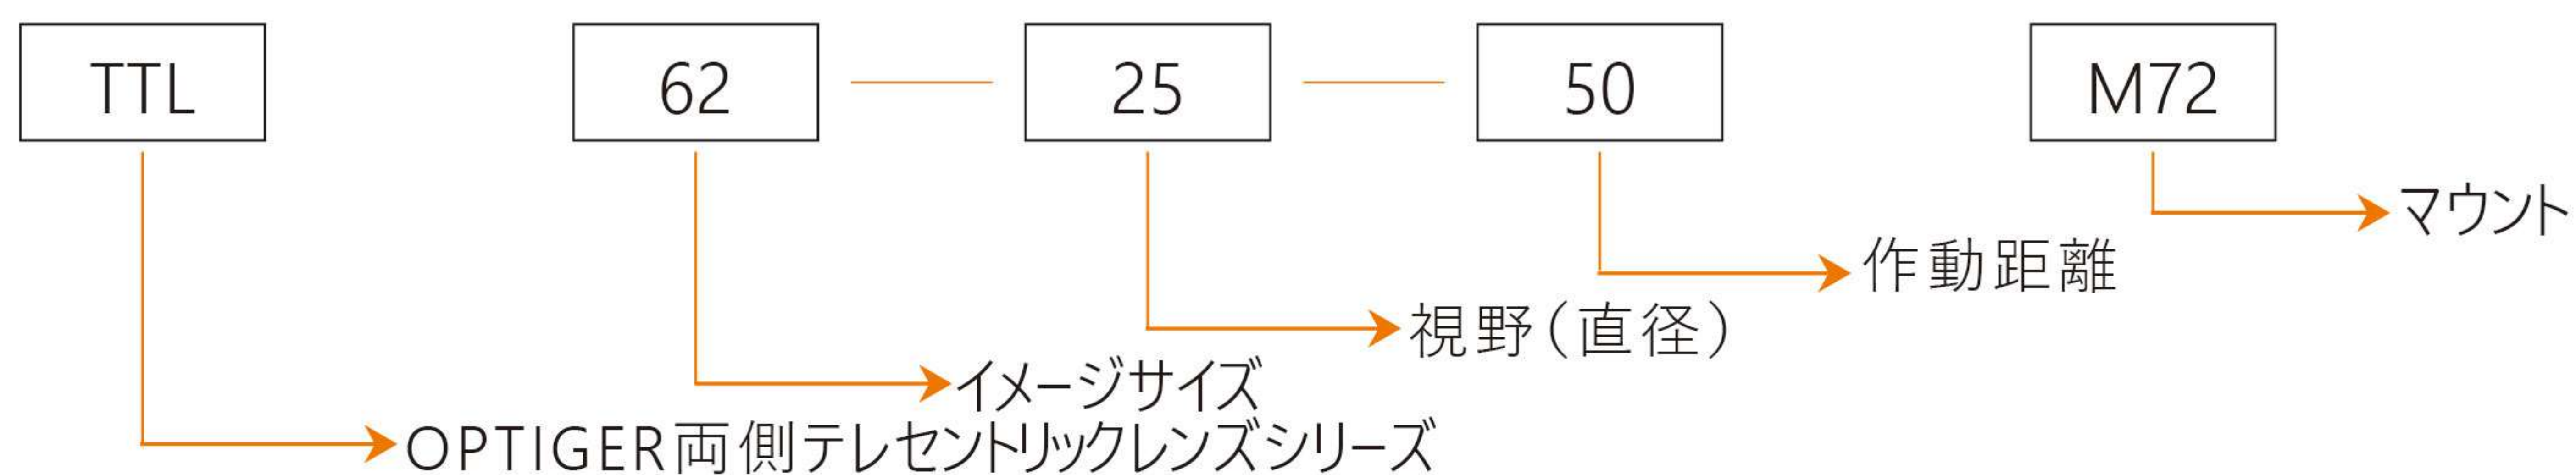 TTL 62 25 50 M72
マウント
作動距離
視野(直径)
イメージサイズ
OPTIGER両側テレセントリックレンズシリーズ